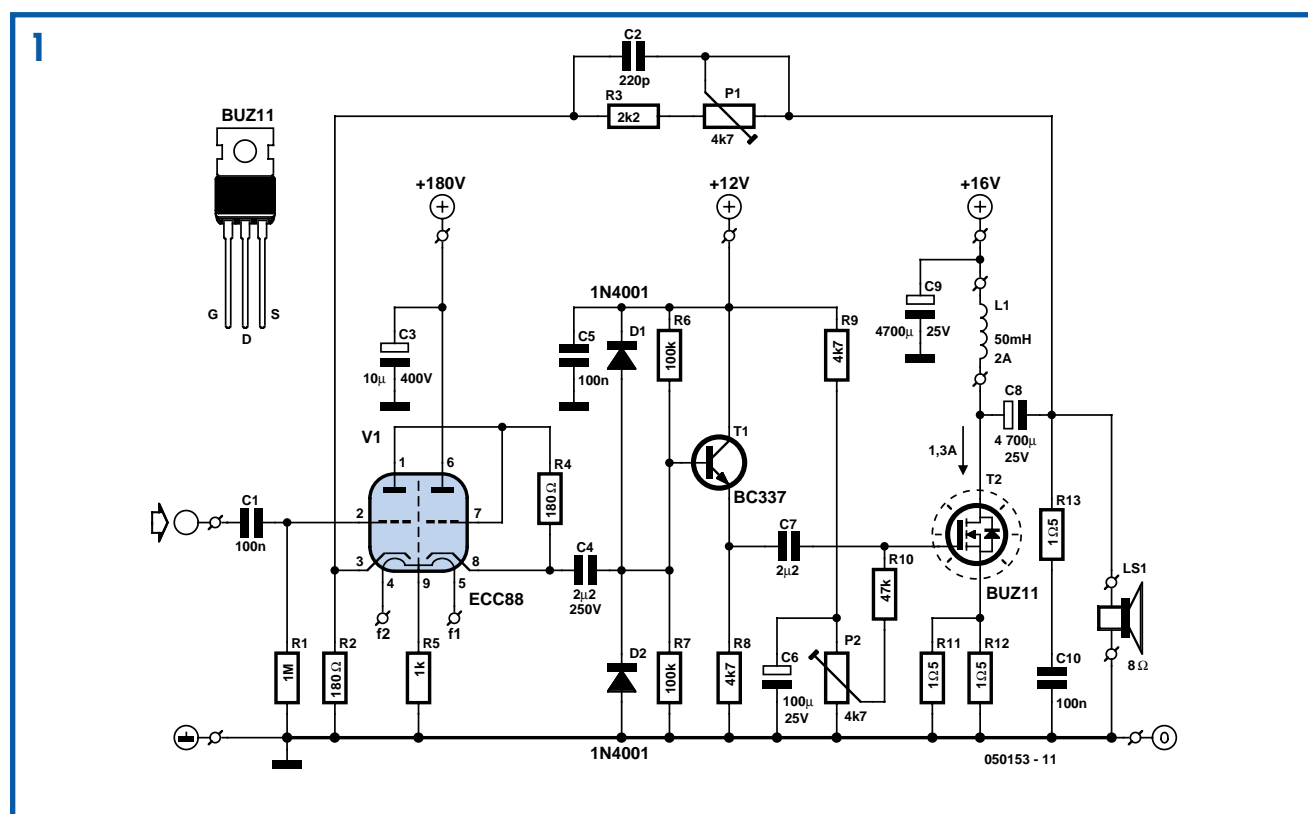 1
BUZ11
G
D
S
C2
220p
R3
2k2
P1
4k7
+180V
+12V
+16V
C3
10μ
400V
1N4001
C5
100n
D1
R6
100k
R9
4k7
C9
4700μ
25V
L1
50mH
2A
C8
4 700μ
25V
1,3A
V1
1
6
R4
180Ω
T1
BC337
T2
BUZ11
R13
1Ω5
C1
100n
2
7
3
8
4
9
5
f2
f1
ECC88
C4
2μ2
250V
C7
2μ2
R10
47k
LS1
8Ω
R1
1M
R2
180Ω
R5
1k
D2
R7
100k
R8
4k7
C6
100μ
25V
P2
4k7
R11
1Ω5
R12
1Ω5
C10
100n
0
1N4001
050153 - 11